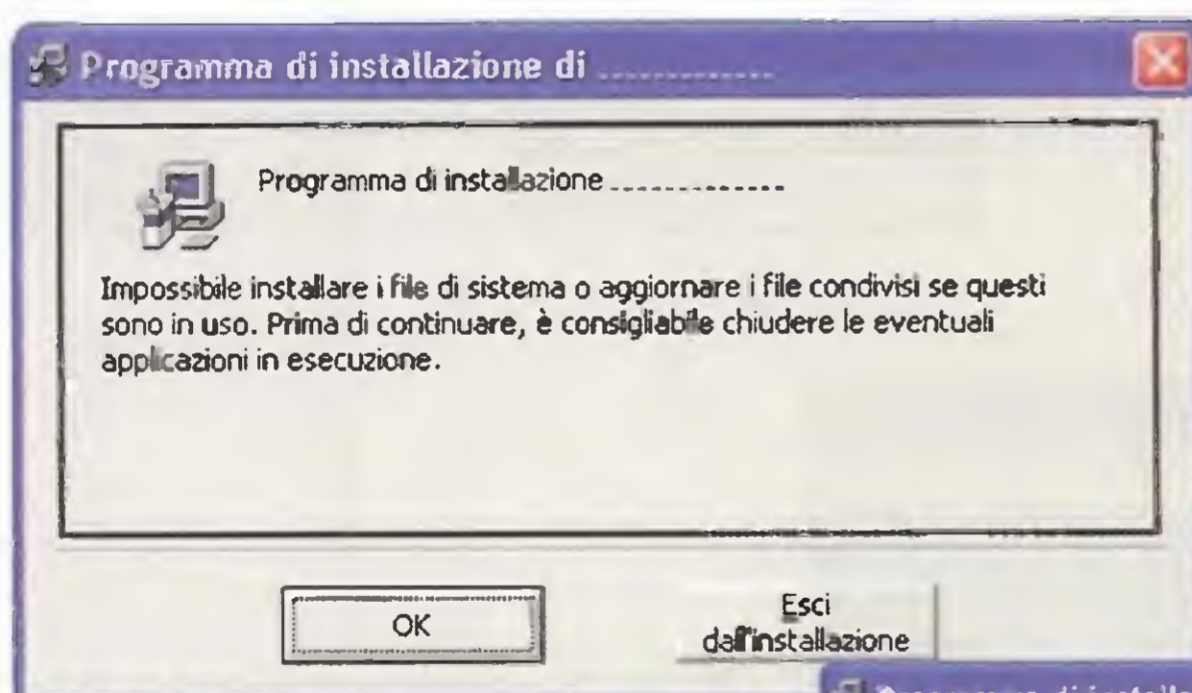 Programma di installazione di .............
Programma di installazione .............
Impossibile installare i file di sistema o aggiornare i file condivisi se questi
sono in uso. Prima di continuare, è consigliabile chiudere le eventuali
applicazioni in esecuzione.
OK
Esci
dall'installazione